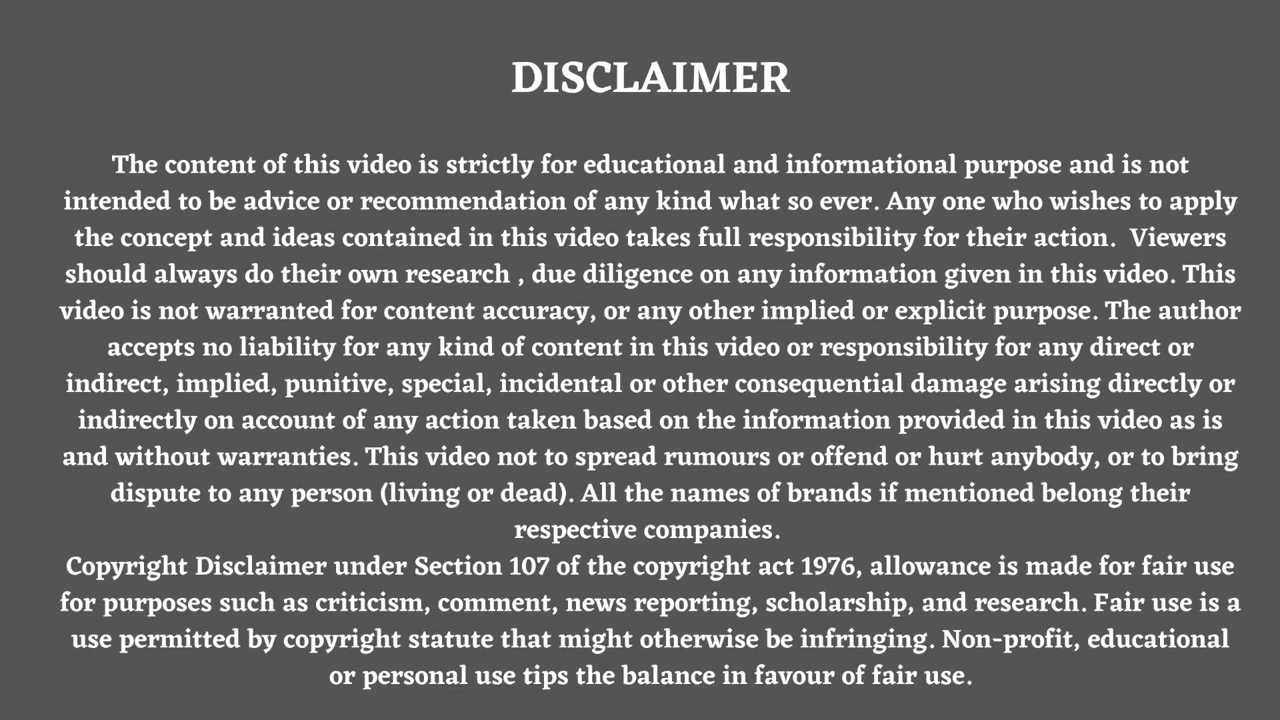 DISCLAIMER
The content of this video is strictly for educational and informational purpose and is not
intended to be advice or recommendation of any kind what so ever. Any one who wishes to apply
the concept and ideas contained in this video takes full responsibility for their action.  Viewers
should always do their own research , due diligence on any information given in this video. This
video is not warranted for content accuracy, or any other implied or explicit purpose. The author
accepts no liability for any kind of content in this video or responsibility for any direct or
indirect, implied, punitive, special, incidental or other consequential damage arising directly or
indirectly on account of any action taken based on the information provided in this video as is
and without warranties. This video not to spread rumours or offend or hurt anybody, or to bring
dispute to any person (living or dead). All the names of brands if mentioned belong their
respective companies.
Copyright Disclaimer under Section 107 of the copyright act 1976, allowance is made for fair use
for purposes such as criticism, comment, news reporting, scholarship, and research. Fair use is a
use permitted by copyright statute that might otherwise be infringing. Non-profit, educational
or personal use tips the balance in favour of fair use.